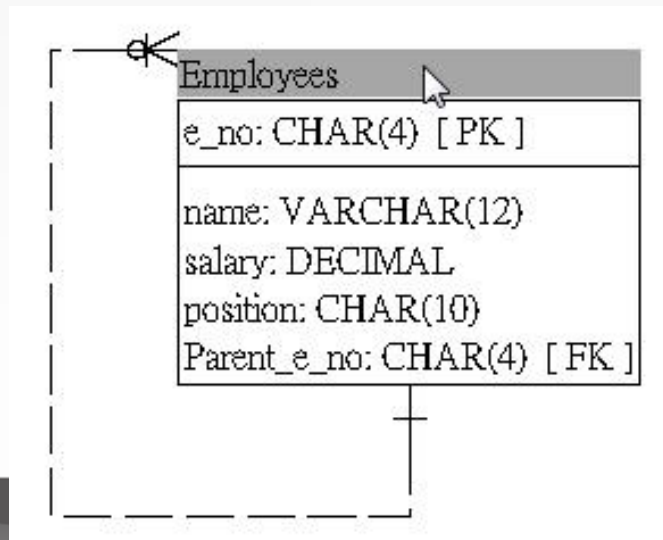 Employees
e_no: CHAR(4) [ PK ]
name: VARCHAR(12)
salary: DECIMAL
position: CHAR(10)
Parent_e_no: CHAR(4) [ FK ]